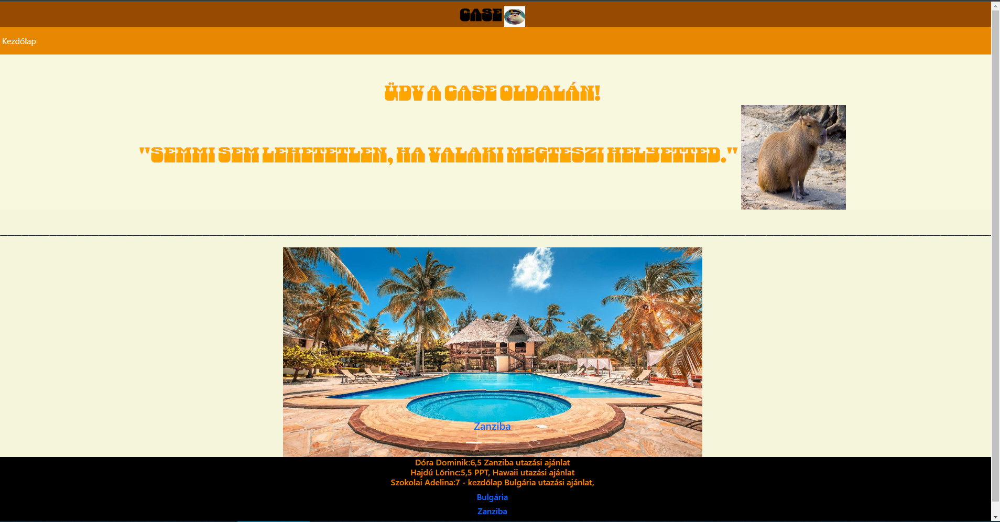 CASE
Kezdőlap
ÜDV A CASE OLDALÁN!
"SEMMI SEM LEHETETLEN, HA VALAKI MEGTESZI HELYETTED."
Zanziba
Dóra Dominik:6,5 Zanziba utazási ajánlat
Hajdú Lőrinc:5,5 PPT, Hawaii utazási ajánlat
Szokolai Adelina:7 - kezdőlap Bulgária utazási ajánlat,
Bulgária
Zanziba